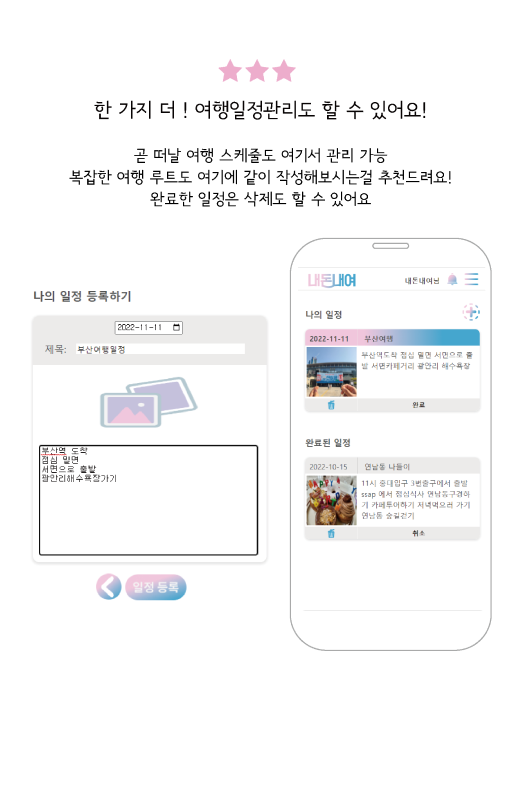 한 가지 더 ! 여행일정관리도 할 수 있어요!
곧 떠날 여행 스케줄도 여기서 관리 가능
복잡한 여행 루트도 여기에 같이 작성해보시는걸 추천드려요!
완료한 일정은 삭제도 할 수 있어요
나의 일정 등록하기
2022-11-11
제목: 부산여행일정
부산역 도착
점심 밀면
서면으로 출발
광안리해수욕장가기
일정 등록
내돈내여
내돈내여님
나의 일정
2022-11-11 부산여행
부산역도착 점심 밀면 서면으로 출
발 서면카페거리 광안리 해수욕장
완료
완료된 일정
2022-10-15 연남동 나들이
11시 홍대입구 3번출구에서 출발
ssap 에서 점심식사 연남동구경하
기 카페투어하기 저녁먹으러 가기
연남동 숲길걷기
취소